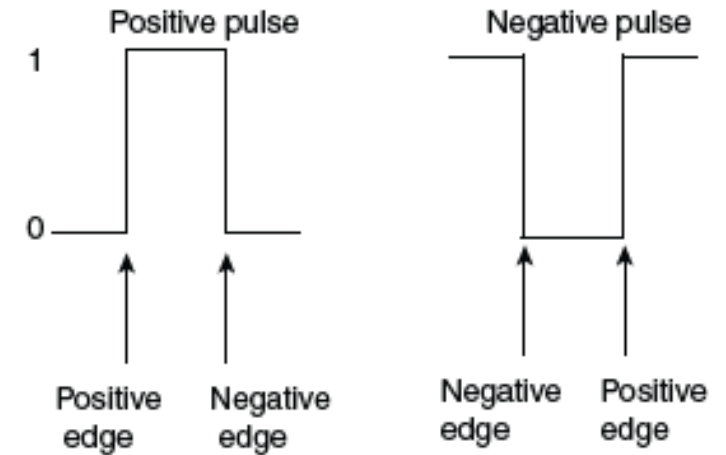 Positive pulse
Negative pulse
1
0
Positive
edge
Negative
edge
Negative
edge
Positive
edge